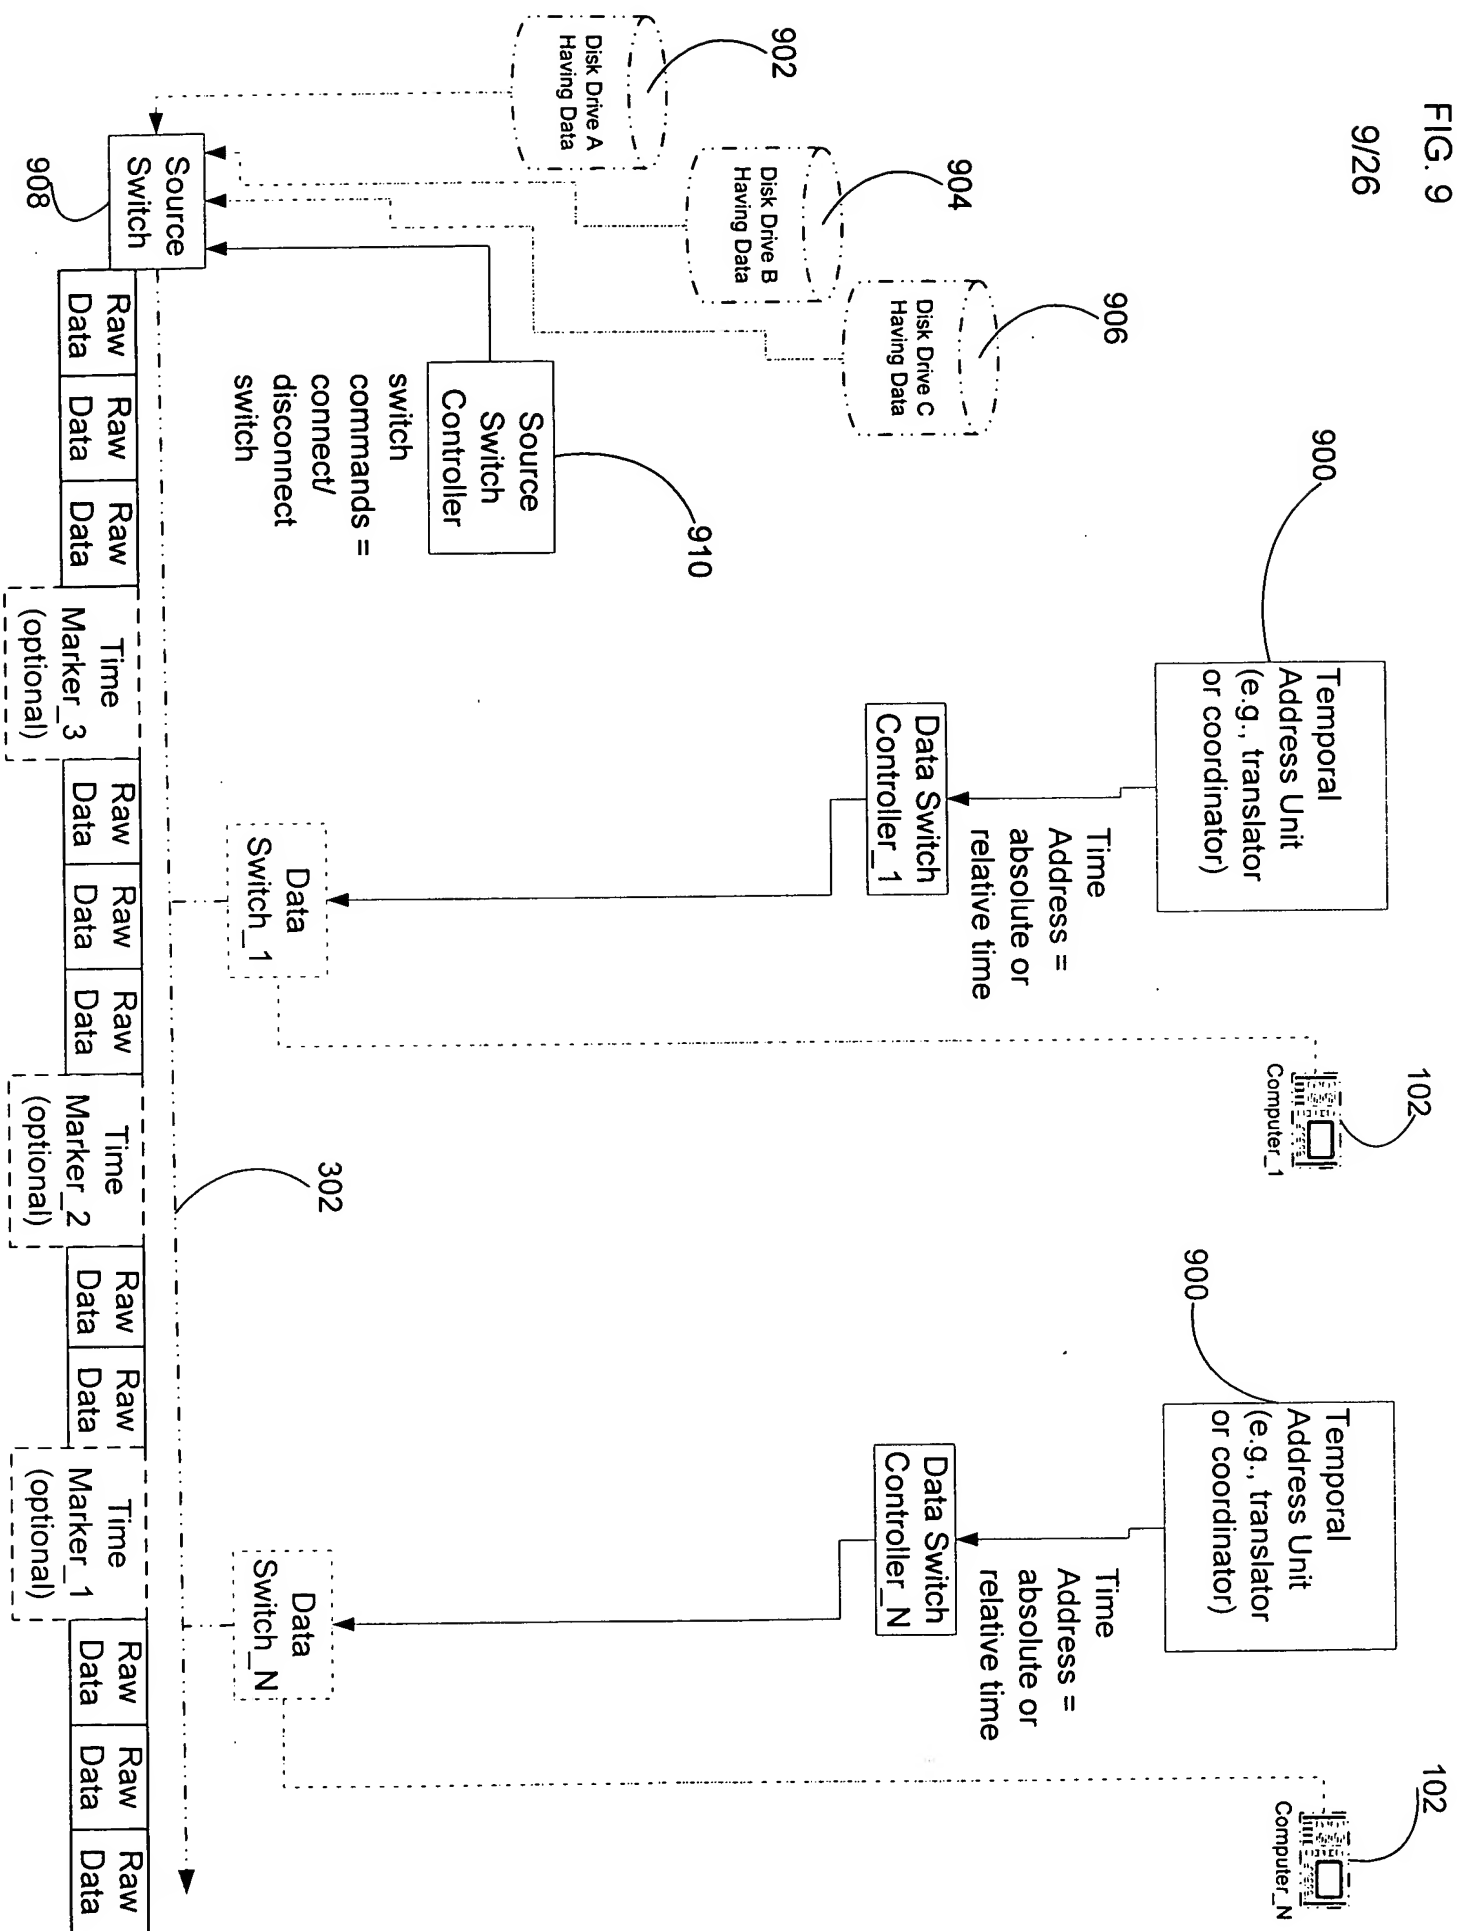 FIG. 9
9/26
902
Disk Drive A
Having Data
904
Disk Drive B
Having Data
906
Disk Drive C
Having Data
Source
Switch
908
Source
Switch
Controller
910
switch
commands =
connect/
disconnect
switch
900
Temporal
Address Unit
(e.g., translator
or coordinator)
Time
Address =
absolute or
relative time
Data Switch
Controller_1
Data
Switch_1
102
Computer_1
302
900
Temporal
Address Unit
(e.g., translator
or coordinator)
Time
Address =
absolute or
relative time
Data Switch
Controller_N
Data
Switch_N
102
Computer_N
Raw
Data
Raw
Data
Raw
Data
Time
Marker_3
(optional)
Raw
Data
Raw
Data
Raw
Data
Time
Marker_2
(optional)
Raw
Data
Raw
Data
Time
Marker_1
(optional)
Raw
Data
Raw
Data
Raw
Data